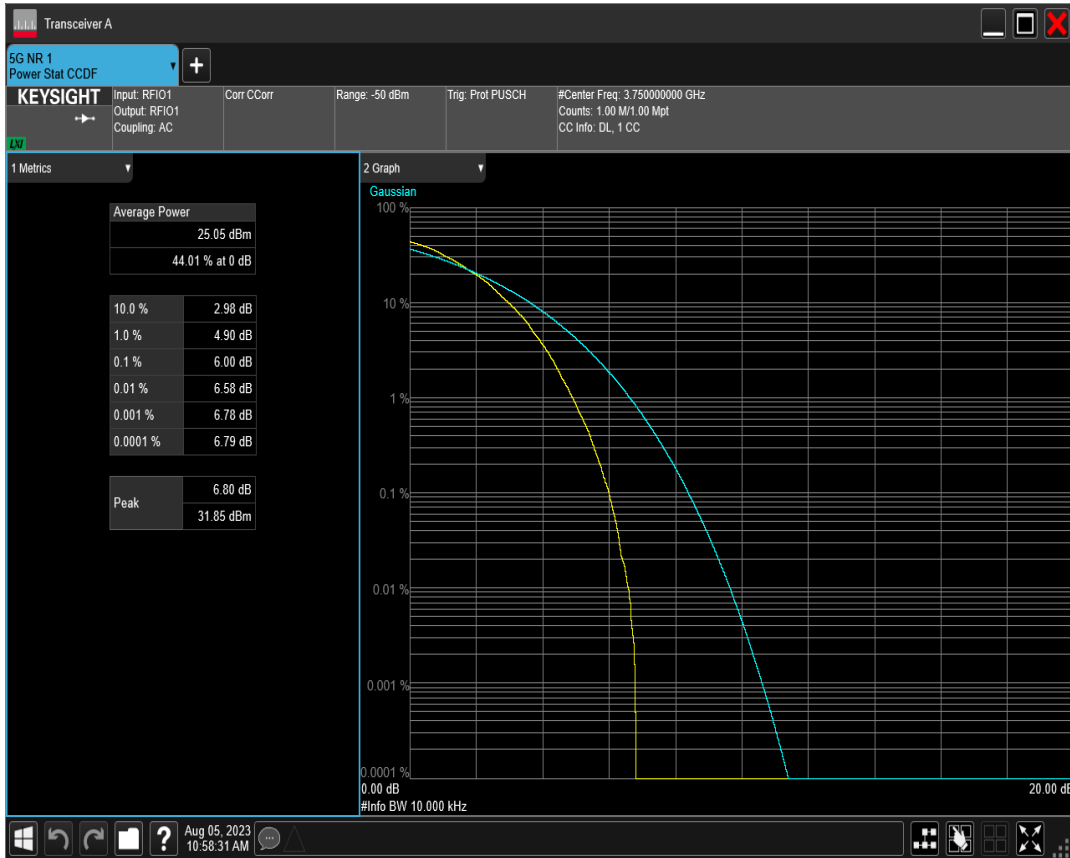 Transceiver A
5G NR 1
Power Stat CCDF
KEYSIGHT
LXI
Input: RFIO1
Output: RFIO1
Coupling: AC
Corr CCorr
Range: -50 dBm
Trig: Prot PUSCH
#Center Freq: 3.750000000 GHz
Counts: 1.00 M/1.00 Mpt
CC Info: DL, 1 CC
1 Metrics
Average Power
25.05 dBm
44.01 % at 0 dB
10.0 % 2.98 dB
1.0 % 4.90 dB
0.1 % 6.00 dB
0.01 % 6.58 dB
0.001 % 6.78 dB
0.0001 % 6.79 dB
Peak
6.80 dB
31.85 dBm
2 Graph
Gaussian
100 %
10 %
1 %
0.1 %
0.01 %
0.001 %
0.0001 %
0.00 dB 20.00 dB
#Info BW 10.000 kHz
?
Aug 05, 2023
10:58:31 AM